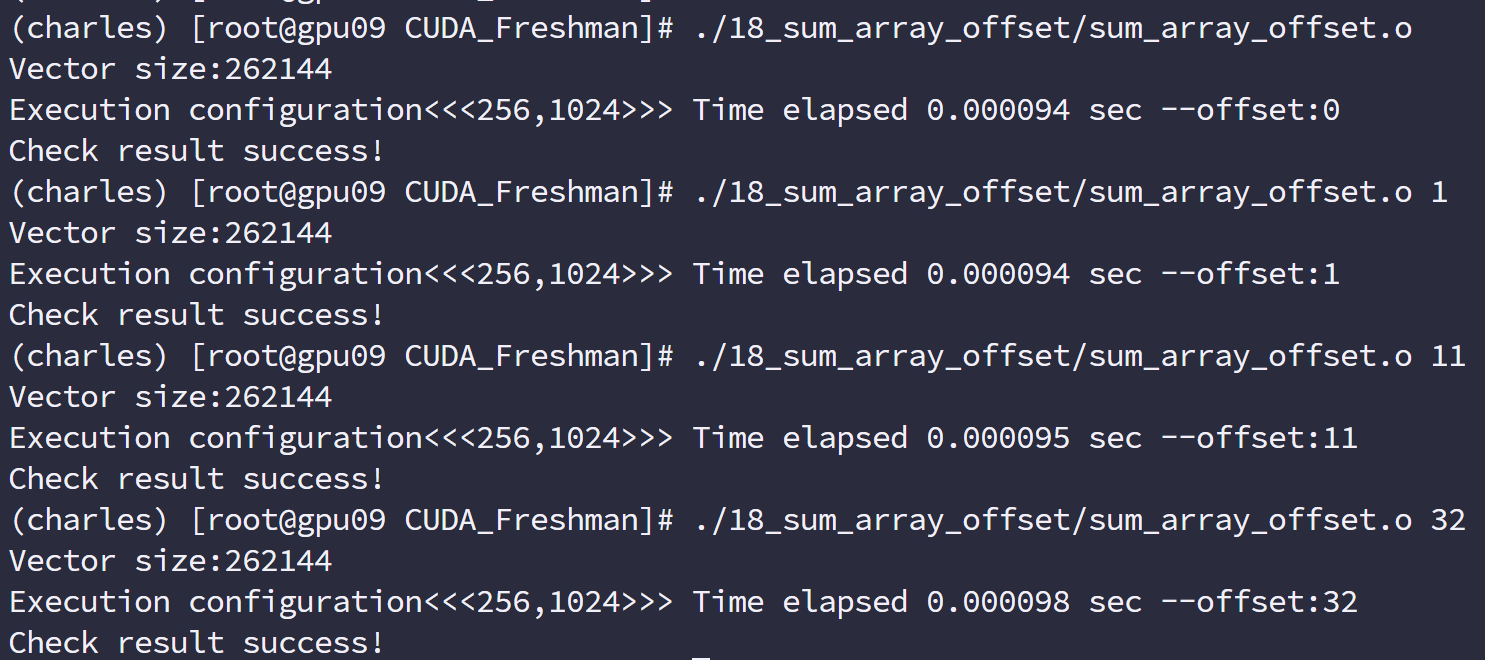 (charles) [root@gpu09 CUDA_Freshman]# ./18_sum_array_offset/sum_array_offset.o
Vector size:262144
Execution configuration<<<256,1024>>> Time elapsed 0.000094 sec --offset:0
Check result success!
(charles) [root@gpu09 CUDA_Freshman]# ./18_sum_array_offset/sum_array_offset.o 1
Vector size:262144
Execution configuration<<<256,1024>>> Time elapsed 0.000094 sec --offset:1
Check result success!
(charles) [root@gpu09 CUDA_Freshman]# ./18_sum_array_offset/sum_array_offset.o 11
Vector size:262144
Execution configuration<<<256,1024>>> Time elapsed 0.000095 sec --offset:11
Check result success!
(charles) [root@gpu09 CUDA_Freshman]# ./18_sum_array_offset/sum_array_offset.o 32
Vector size:262144
Execution configuration<<<256,1024>>> Time elapsed 0.000098 sec --offset:32
Check result success!